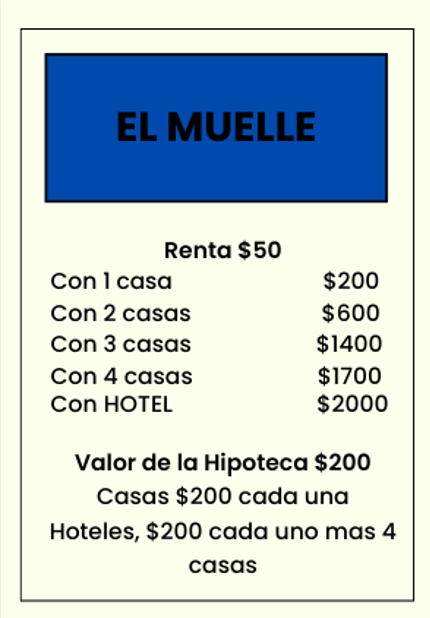 EL MUELLE
Renta $50
Con 1 casa $200
Con 2 casas $600
Con 3 casas $1400
Con 4 casas $1700
Con HOTEL $2000
Valor de la Hipoteca $200
Casas $200 cada una
Hoteles, $200 cada uno mas 4
casas